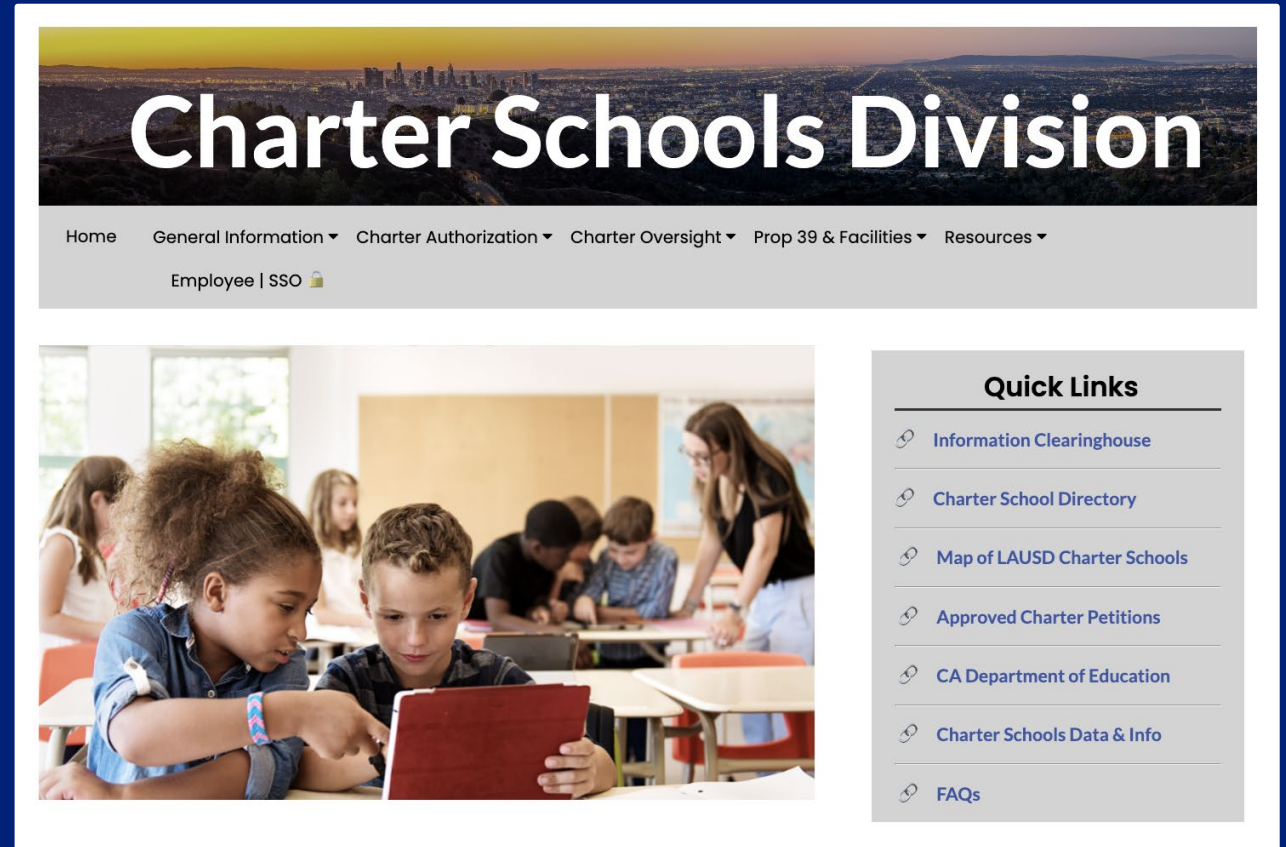 Charter Schools Division
Home General Information Charter Authorization Charter Oversight Prop 39 & Facilities Resources
Employee | SSO
Quick Links
Information Clearinghouse
Charter School Directory
Map of LAUSD Charter Schools
Approved Charter Petitions
CA Department of Education
Charter Schools Data & Info
FAQs